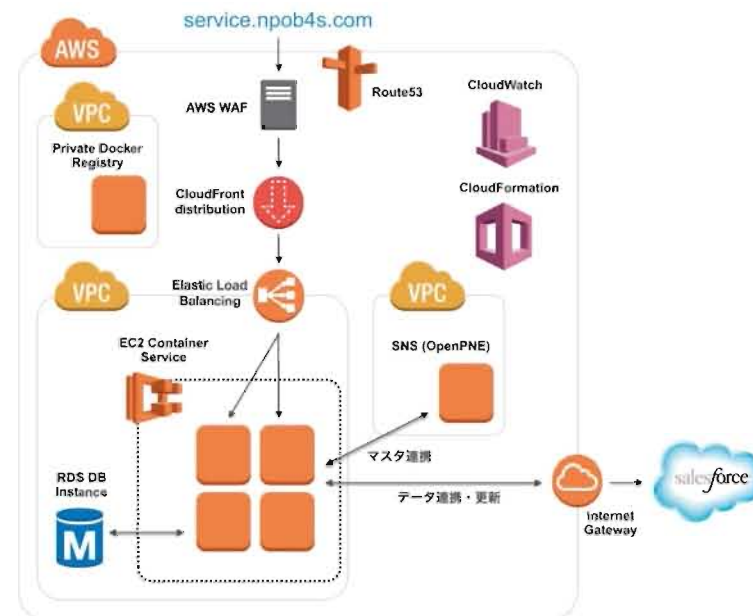 service.npob4s.com
AWS
Route53
AWS WAF
CloudWatch
VPC
Private Docker
Registry
CloudFront
distribution
CloudFormation
VPC
Elastic Load
Balancing
VPC
EC2 Container
Service
SNS (OpenPNE)
マスタ連携
RDS DB
Instance
M
データ連携・更新
Internet
Gateway
salesforce